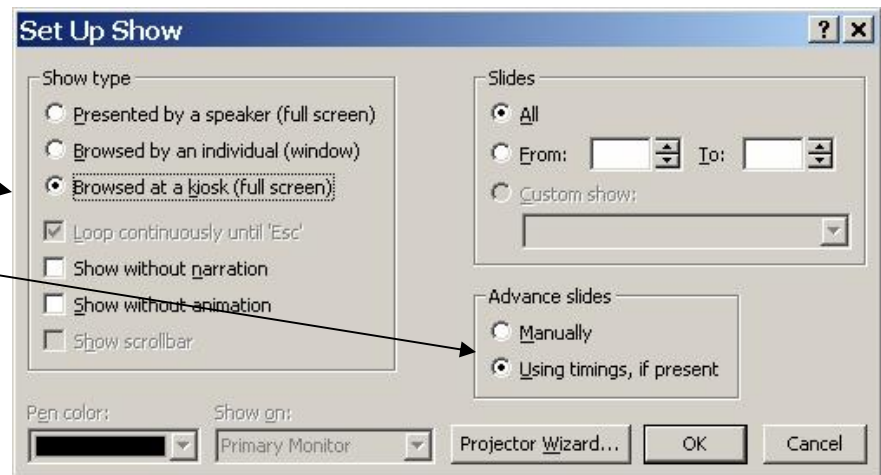 Set Up Show
Show type
Presented by a speaker (full screen)
Browsed by an individual (window)
Browsed at a kiosk (full screen)
Loop continuously until 'Esc'
Show without narration
Show without animation
Show scrollbar
Slides
All
From: To:
Custom show:
Advance slides
Manually
Using timings, if present
Pen color: Show on:
Primary Monitor Projector Wizard... OK Cancel